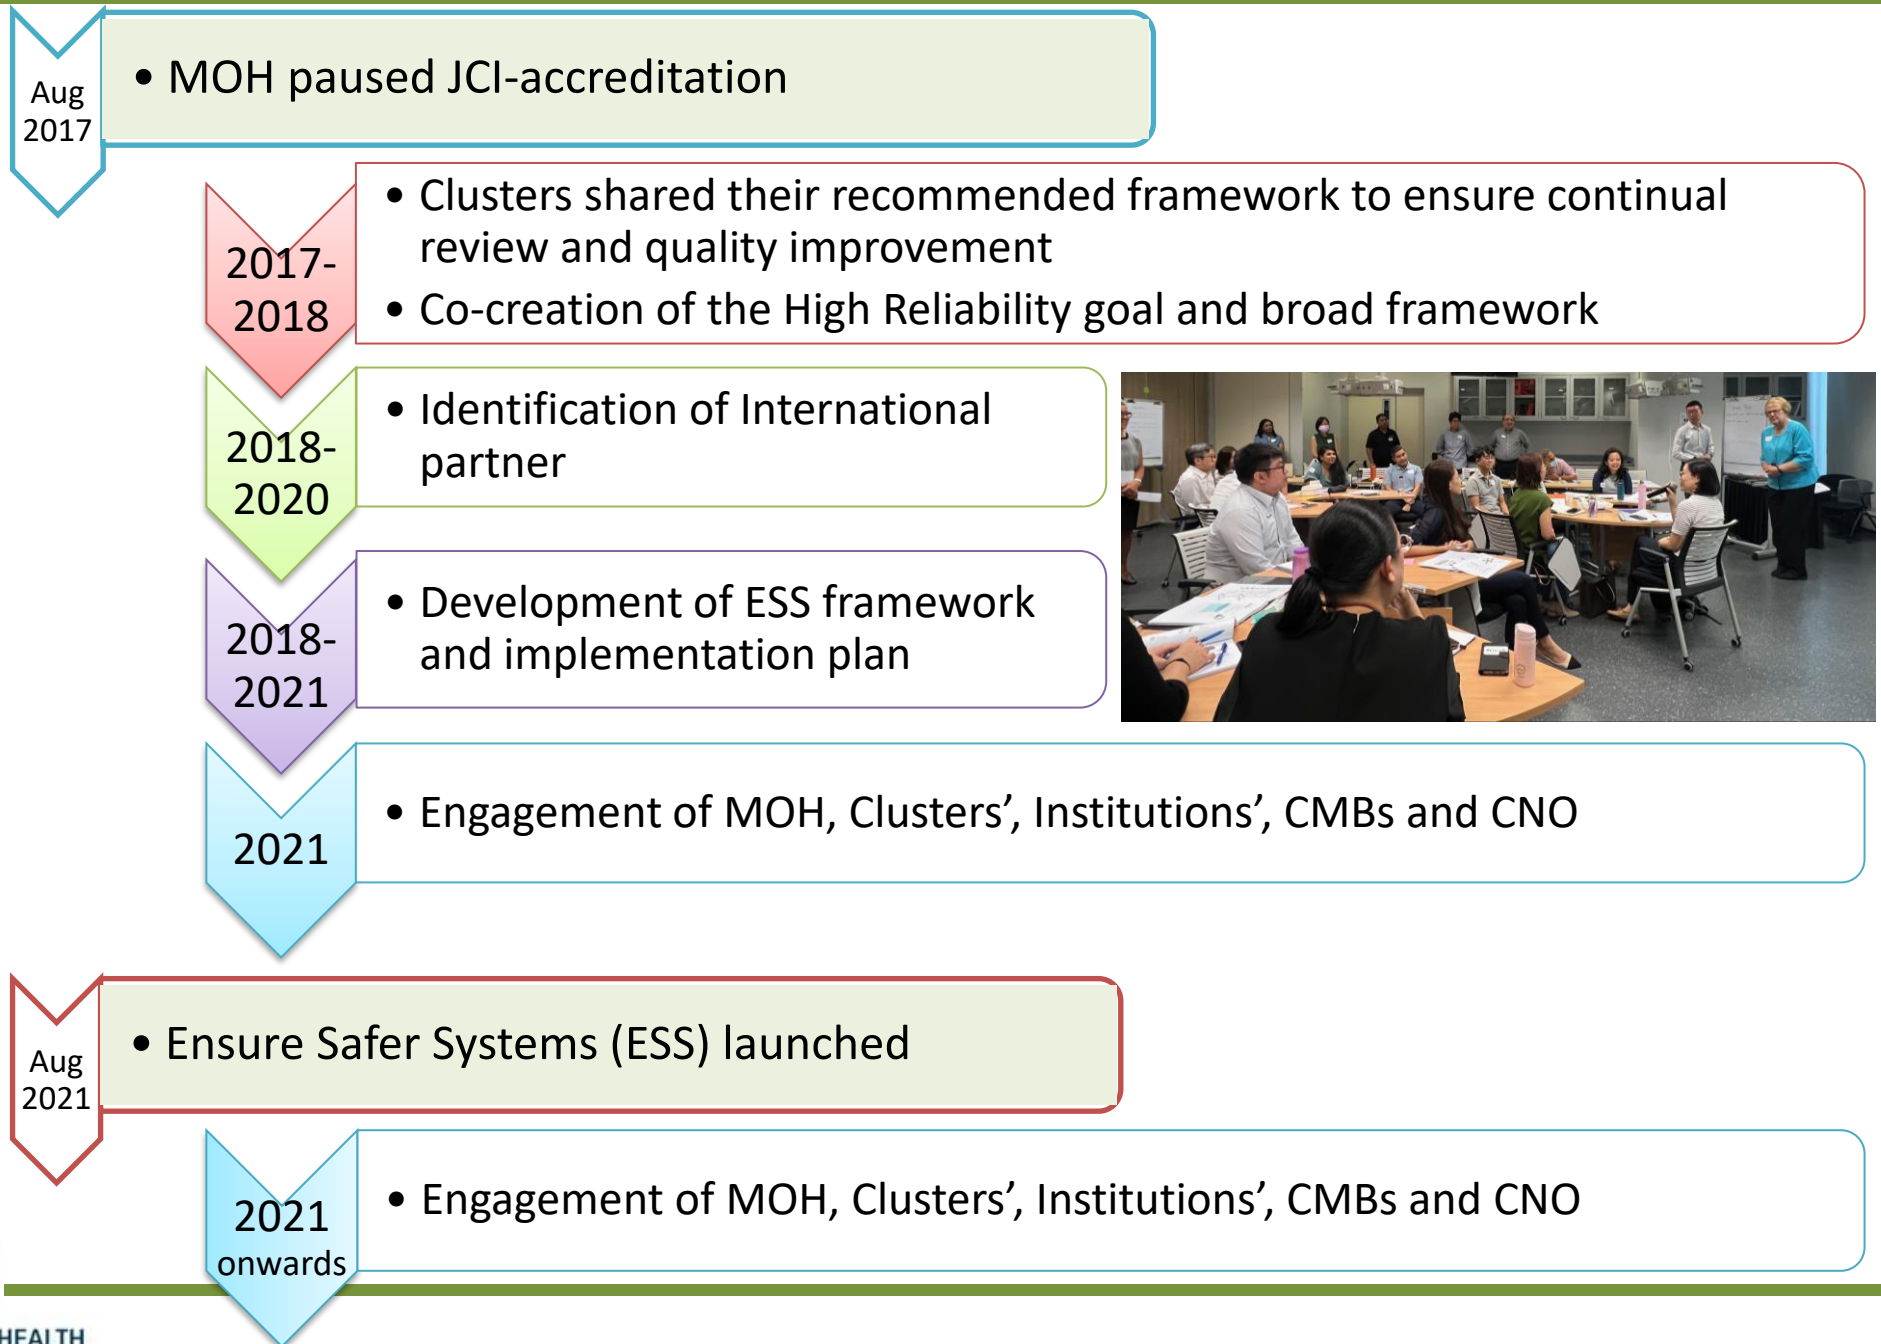 Aug
2017
• MOH paused JCI-accreditation
2017-
2018
• Clusters shared their recommended framework to ensure continual
review and quality improvement
• Co-creation of the High Reliability goal and broad framework
2018-
2020
• Identification of International
partner
2018-
2021
• Development of ESS framework
and implementation plan
2021
• Engagement of MOH, Clusters’, Institutions’, CMBs and CNO
Aug
2021
• Ensure Safer Systems (ESS) launched
2021
onwards
• Engagement of MOH, Clusters’, Institutions’, CMBs and CNO
HEALTH